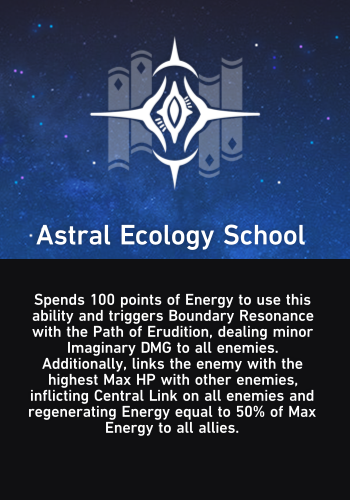 Astral Ecology School
Spends 100 points of Energy to use this
ability and triggers Boundary Resonance
with the Path of Erudition, dealing minor
Imaginary DMG to all enemies.
Additionally, links the enemy with the
highest Max HP with other enemies,
inflicting Central Link on all enemies and
regenerating Energy equal to 50% of Max
Energy to all allies.